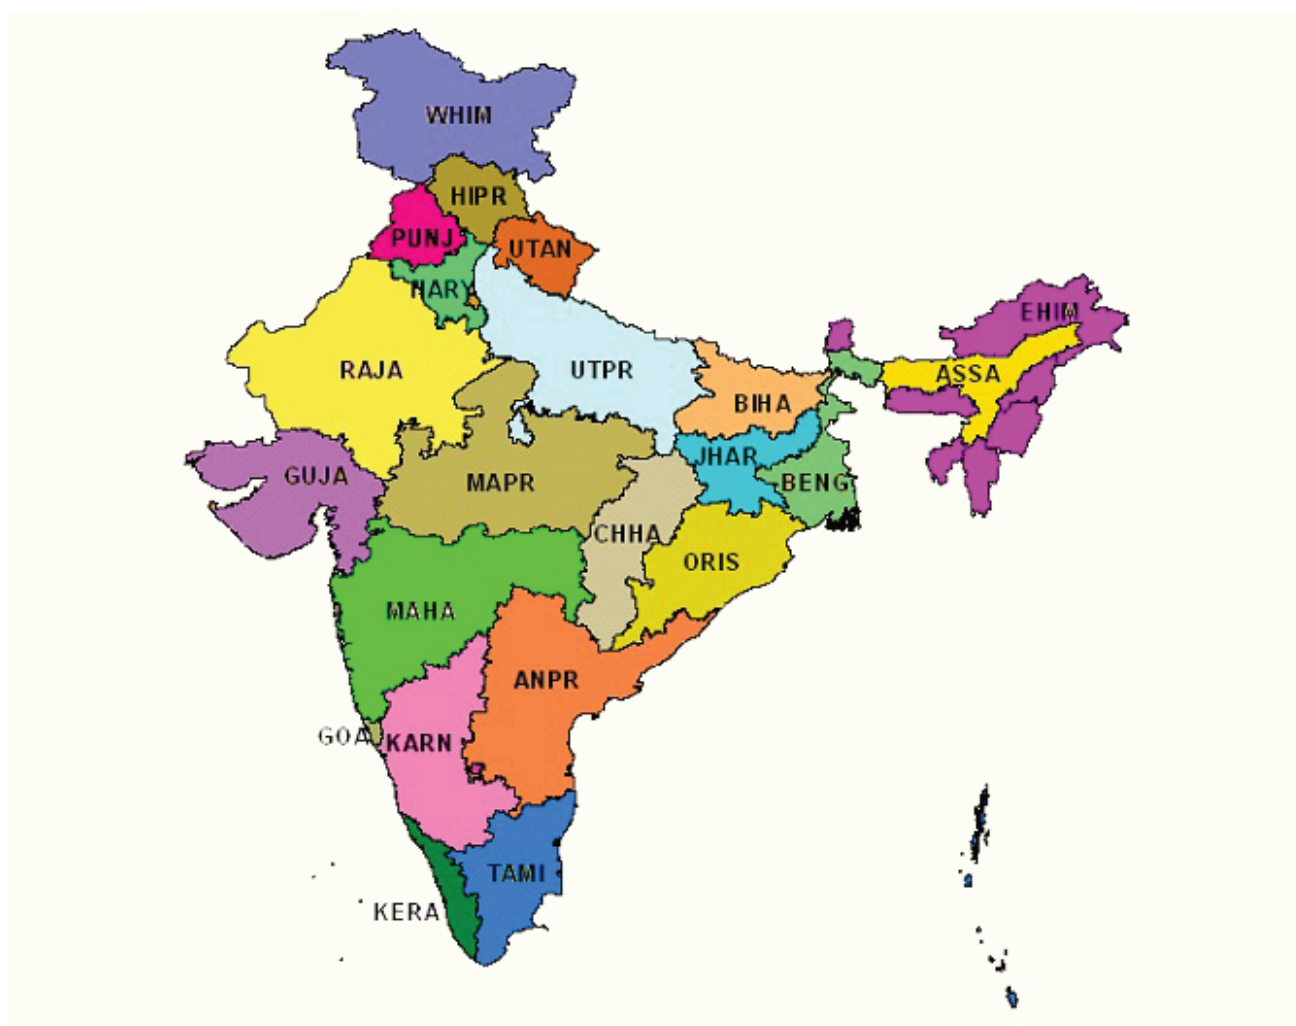 WHIM
HIPR
PUNJ
UTAN
HARY
EHIM
RAJA
UTPR
ASSA
BIHA
JHAR
GUJA
MAPR
BENG
CHHA
ORIS
MAHA
ANPR
GOA
KARN
TAMI
KERA